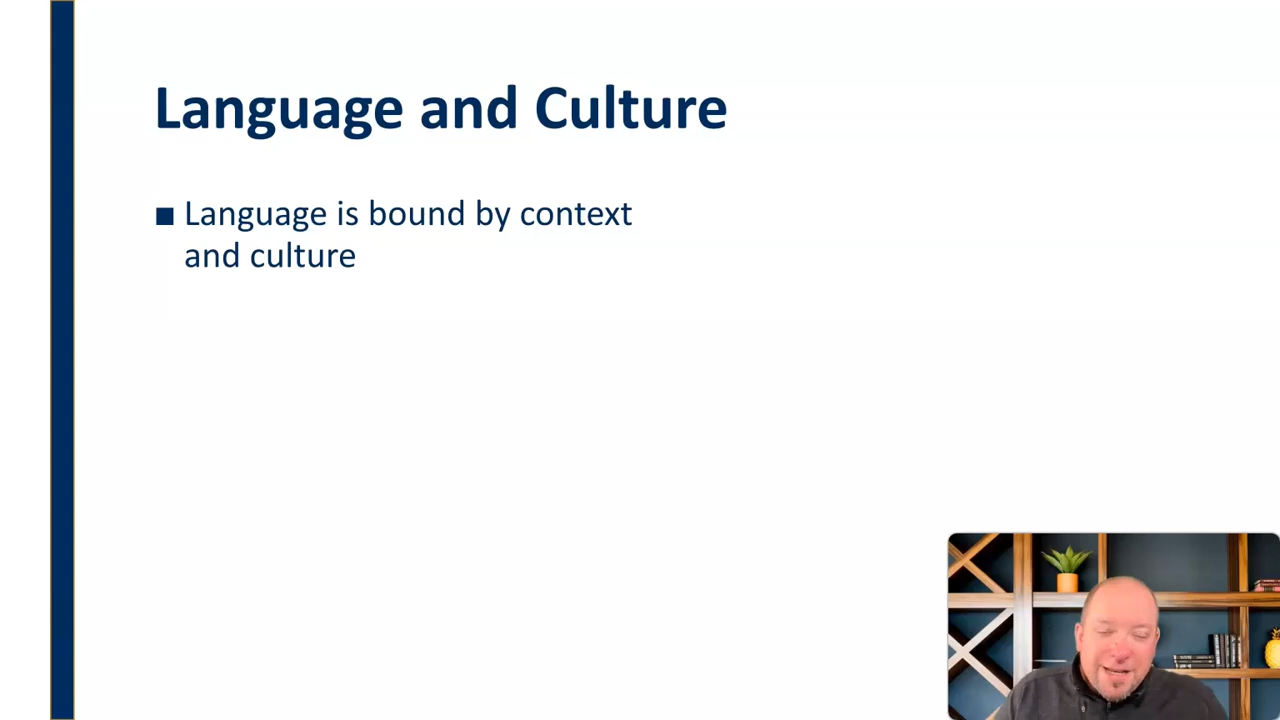 Language and Culture
■ Language is bound by context
and culture